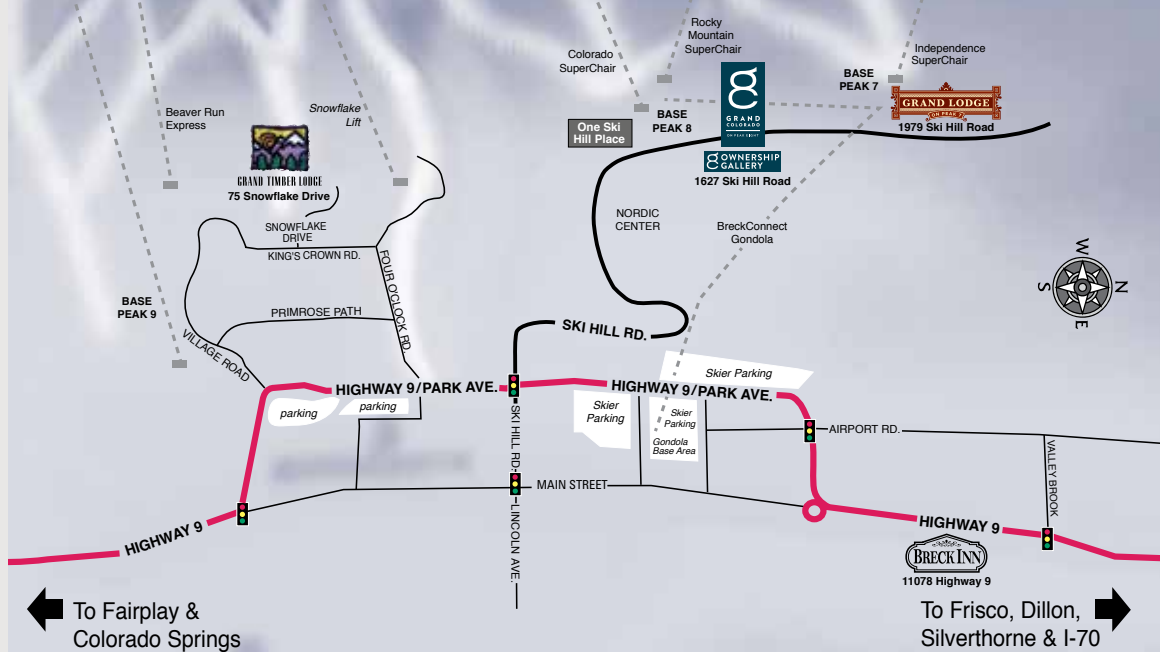 Rocky
Mountain
SuperChair
Colorado
SuperChair
Independence
SuperChair
BASE
PEAK 7
GRAND LODGE
ON PEAK 7
1979 Ski Hill Road
Beaver Run
Express
Snowflake
Lift
GRAND TIMBER LODGE
75 Snowflake Drive
One Ski
Hill Place
BASE
PEAK 8
g
GRAND
COLORADO
ON PEAK EIGHT
g OWNERSHIP
GALLERY
1627 Ski Hill Road
SNOWFLAKE
DRIVE
KING'S CROWN RD.
FOUR O'CLOCK RD.
NORDIC
CENTER
BreckConnect
Gondola
W
N
S
E
BASE
PEAK 9
PRIMROSE PATH
VILLAGE ROAD
SKI HILL RD.
HIGHWAY 9/PARK AVE.
HIGHWAY 9/PARK AVE.
Skier Parking
parking
parking
Skier
Parking
Skier
Parking
Gondola
Base Area
SKI HILL RD.
AIRPORT RD.
VALLEY BROOK
MAIN STREET
LINCOLN AVE.
HIGHWAY 9
HIGHWAY 9
BRECK INN
11078 Highway 9
To Fairplay &
Colorado Springs
To Frisco, Dillon,
Silverthorne & I-70